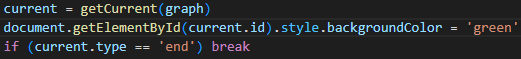 current = getCurrent(graph)
document.getElementById(current.id).style.backgroundColor = 'green'
if (current.type == 'end') break